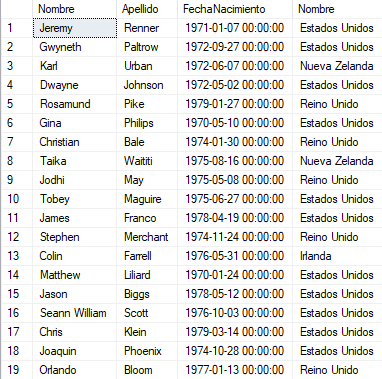 Nombre Apellido FechaNacimiento Nombre
1 Jeremy Renner 1971-01-07 00:00:00 Estados Unidos
2 Gwyneth Paltrow 1972-09-27 00:00:00 Estados Unidos
3 Karl Urban 1972-06-07 00:00:00 Nueva Zelanda
4 Dwayne Johnson 1972-05-02 00:00:00 Estados Unidos
5 Rosamund Pike 1979-01-27 00:00:00 Reino Unido
6 Gina Philips 1970-05-10 00:00:00 Estados Unidos
7 Christian Bale 1974-01-30 00:00:00 Reino Unido
8 Taika Waititi 1975-08-16 00:00:00 Nueva Zelanda
9 Jodhi May 1975-05-08 00:00:00 Reino Unido
10 Tobey Maguire 1975-06-27 00:00:00 Estados Unidos
11 James Franco 1978-04-19 00:00:00 Estados Unidos
12 Stephen Merchant 1974-11-24 00:00:00 Reino Unido
13 Colin Farrell 1976-05-31 00:00:00 Irlanda
14 Matthew Liliard 1970-01-24 00:00:00 Estados Unidos
15 Jason Biggs 1978-05-12 00:00:00 Estados Unidos
16 Seann William Scott 1976-10-03 00:00:00 Estados Unidos
17 Chris Klein 1979-03-14 00:00:00 Estados Unidos
18 Joaquin Phoenix 1974-10-28 00:00:00 Estados Unidos
19 Orlando Bloom 1977-01-13 00:00:00 Reino Unido